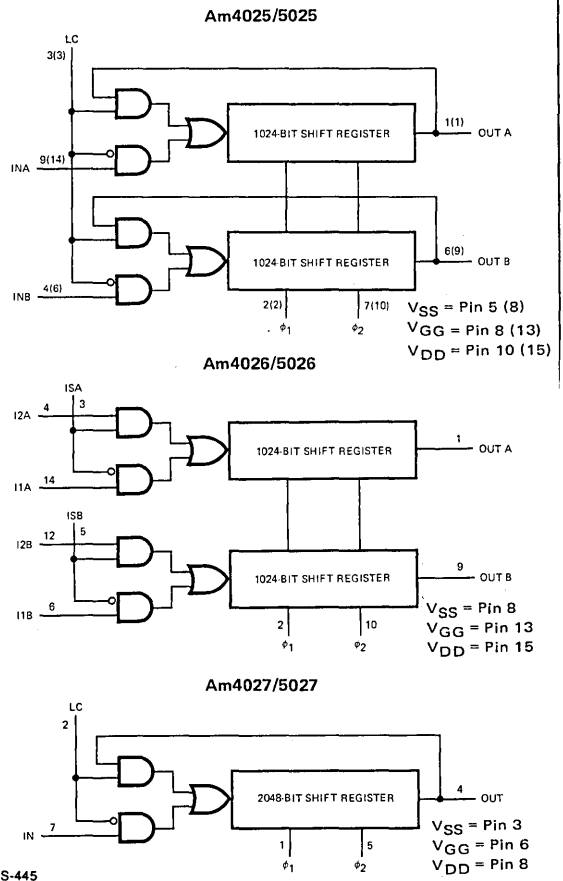 Am4025/5025
LC
3(3)
1024-BIT SHIFT REGISTER
1(1)
OUT A
9(14)
INA
1024-BIT SHIFT REGISTER
6(9)
OUT B
4(6)
INB
2(2)
7(10)
ϕ1
ϕ2
VSS = Pin 5 (8)
VGG = Pin 8 (13)
VDD = Pin 10 (15)
Am4026/5026
ISA
I2A
4
3
1024-BIT SHIFT REGISTER
1
OUT A
I1A
14
ISB
I2B
12
5
1024-BIT SHIFT REGISTER
9
OUT B
I1B
6
2
10
ϕ1
ϕ2
VSS = Pin 8
VGG = Pin 13
VDD = Pin 15
Am4027/5027
LC
2
2048-BIT SHIFT REGISTER
4
OUT
IN
7
1
5
ϕ1
ϕ2
VSS = Pin 3
VGG = Pin 6
VDD = Pin 8
S-445